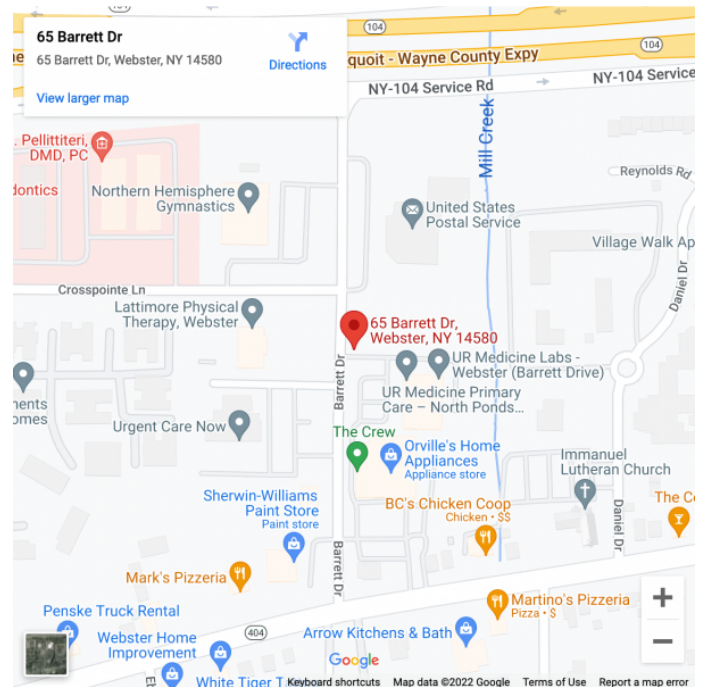 104
65 Barrett Dr
65 Barrett Dr, Webster, NY 14580
Directions
View larger map
104
104
quoit - Wayne County Expy
NY-104 Service Rd
NY-104 Service
. Pellittiteri,
DMD, PC
dontics
Northern Hemisphere
Gymnastics
Mill Creek
Reynolds Rd
United States
Postal Service
Village Walk Ap
Daniel Dr
Crosspointe Ln
Lattimore Physical
Therapy, Webster
65 Barrett Dr,
Webster, NY 14580
Barrett Dr
UR Medicine Labs -
Webster (Barrett Drive)
UR Medicine Primary
Care – North Ponds...
ments
omes
Urgent Care Now
The Crew
Orville's Home
Appliances
Appliance store
Immanuel
Lutheran Church
Sherwin-Williams
Paint Store
Paint store
BC's Chicken Coop
Chicken • $$
The C
Daniel Dr
Barrett Dr
Mark's Pizzeria
Martino's Pizzeria
Pizza • $
Penske Truck Rental
404
Arrow Kitchens & Bath
Webster Home
Improvement
Google
White Tiger T
Keyboard shortcuts
Map data ©2022 Google
Terms of Use
Report a map error